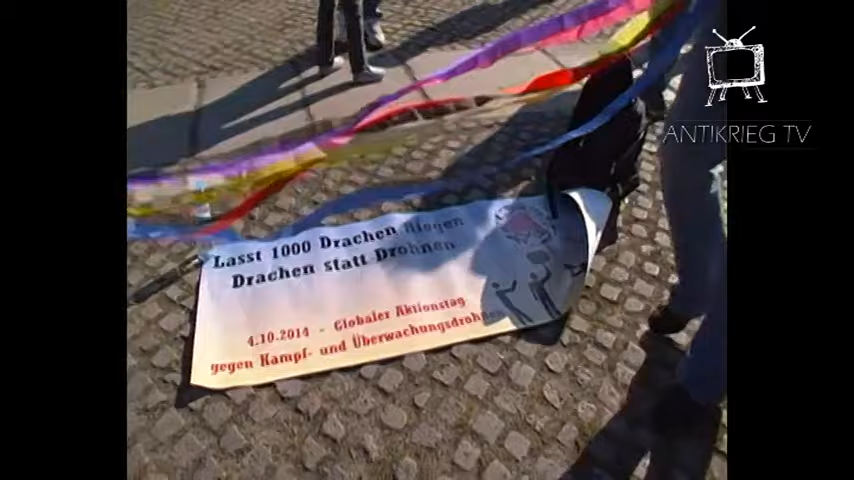 ANTIKRIEG TV
Lasst 1000 Drachen fliegen
Drachen statt Drohnen
4.10.2014 - Globaler Aktionstag
gegen Kampf- und Überwachungsdrohnen